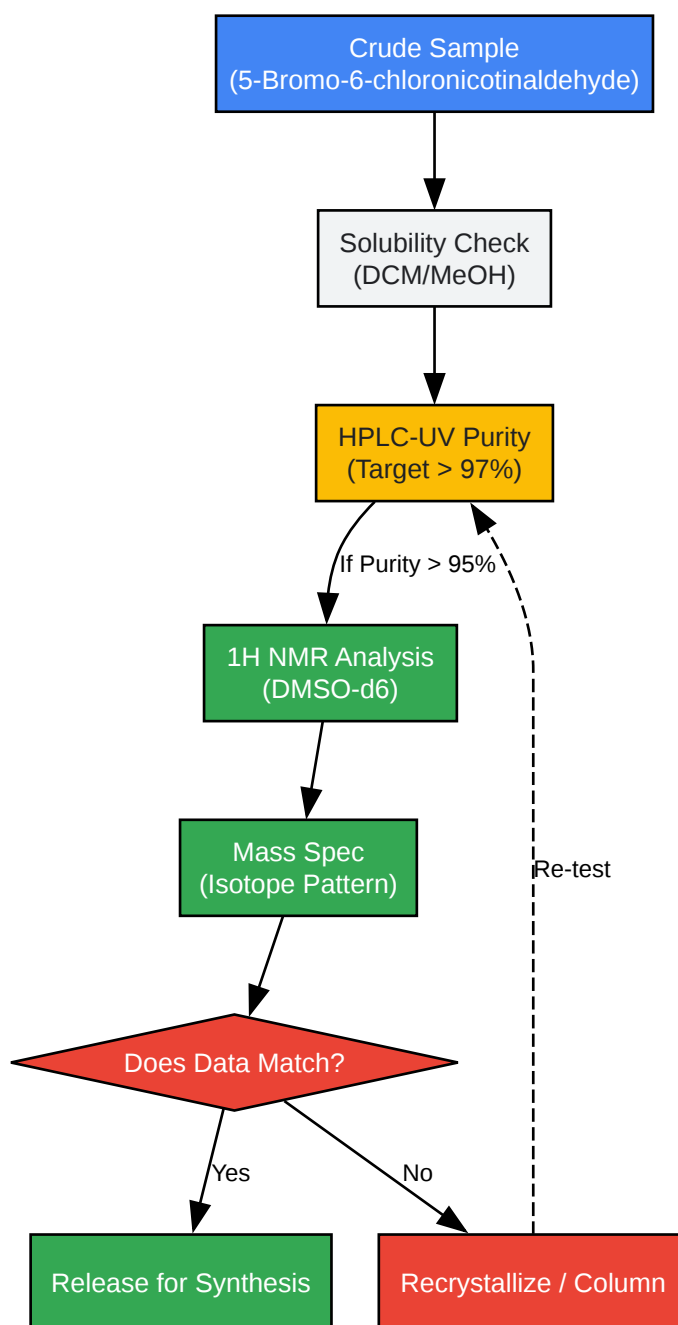 Crude Sample
(5-Bromo-6-chloronicotinaldehyde)
Solubility Check
(DCM/MeOH)
HPLC-UV Purity
(Target > 97%)
If Purity > 95%
1H NMR Analysis
(DMSO-d6)
Mass Spec
(Isotope Pattern)
Re-test
Does Data Match?
Yes
No
Release for Synthesis
Recrystallize / Column